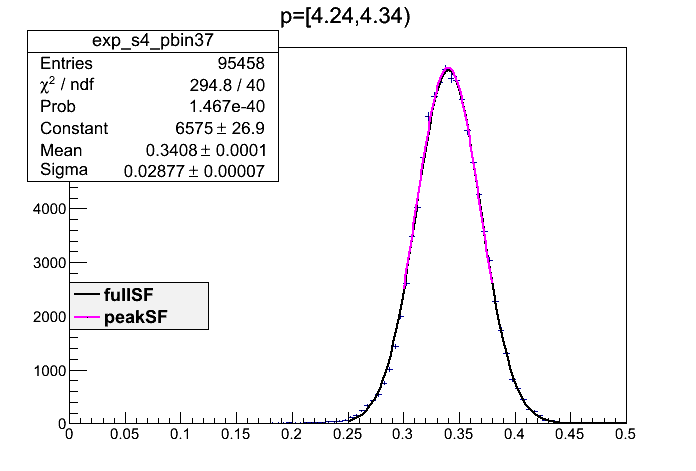 p=[4.24,4.34)
exp_s4_pbin37
Entries 95458
χ² / ndf 294.8 / 40
Prob 1.467e-40
Constant 6575 ± 26.9
Mean 0.3408 ± 0.0001
Sigma 0.02877 ± 0.00007
4000
3000
fullSF
2000
peakSF
1000
0
0 0.05 0.1 0.15 0.2 0.25 0.3 0.35 0.4 0.45 0.5